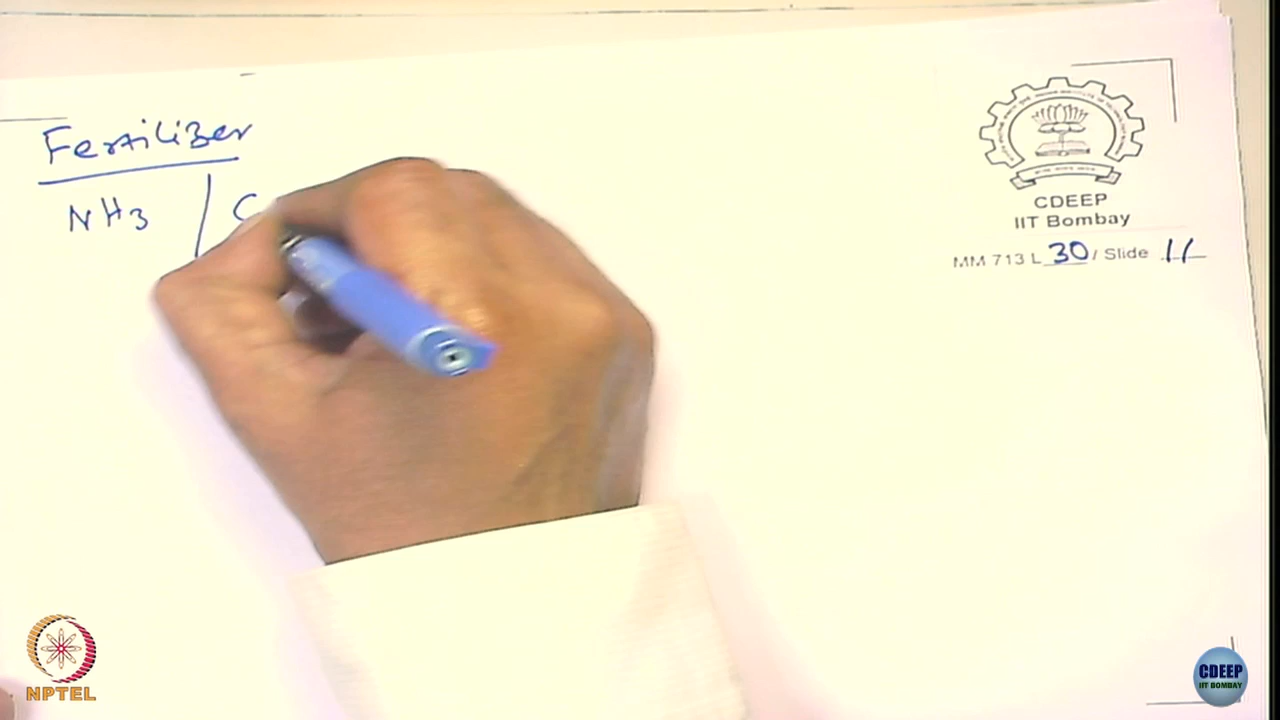 Fertilizer
NH3 / C
CDEEP
IIT Bombay
MM 713 L 30 / Slide 11
NPTEL
CDEEP
IIT BOMBAY